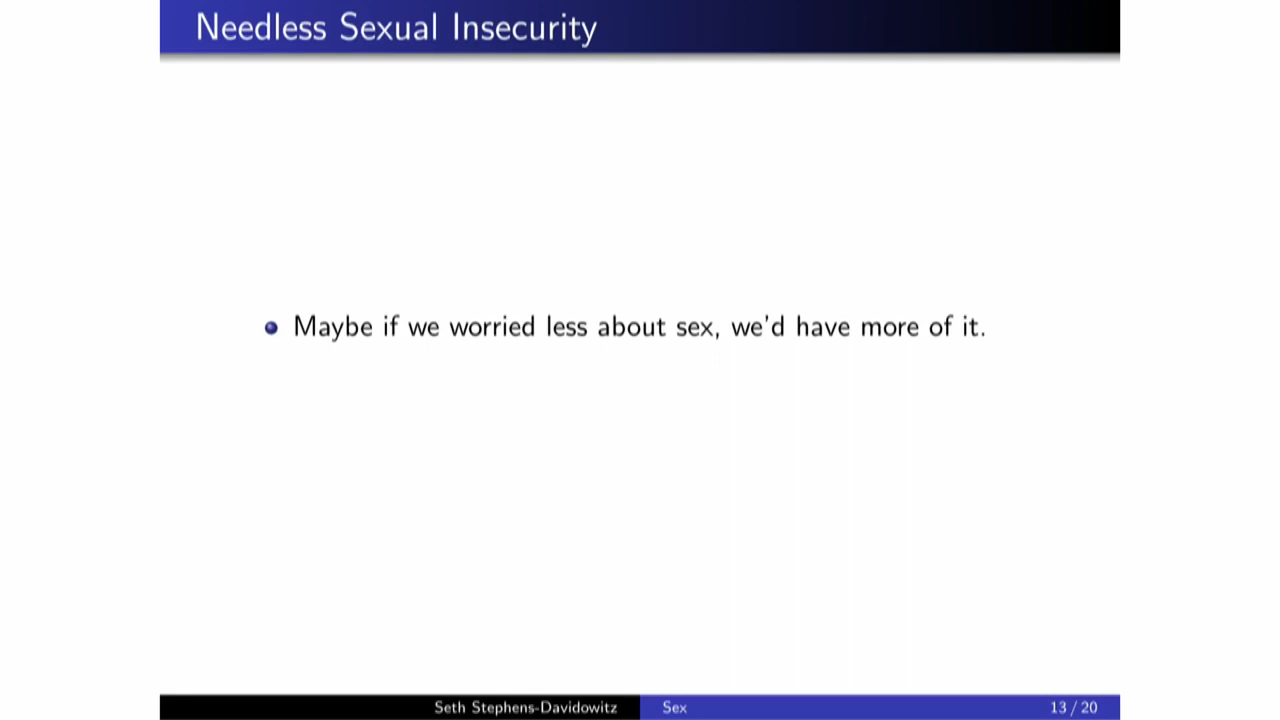 Needless Sexual Insecurity
Maybe if we worried less about sex, we'd have more of it.
Seth Stephens-Davidowitz
Sex
13 / 20